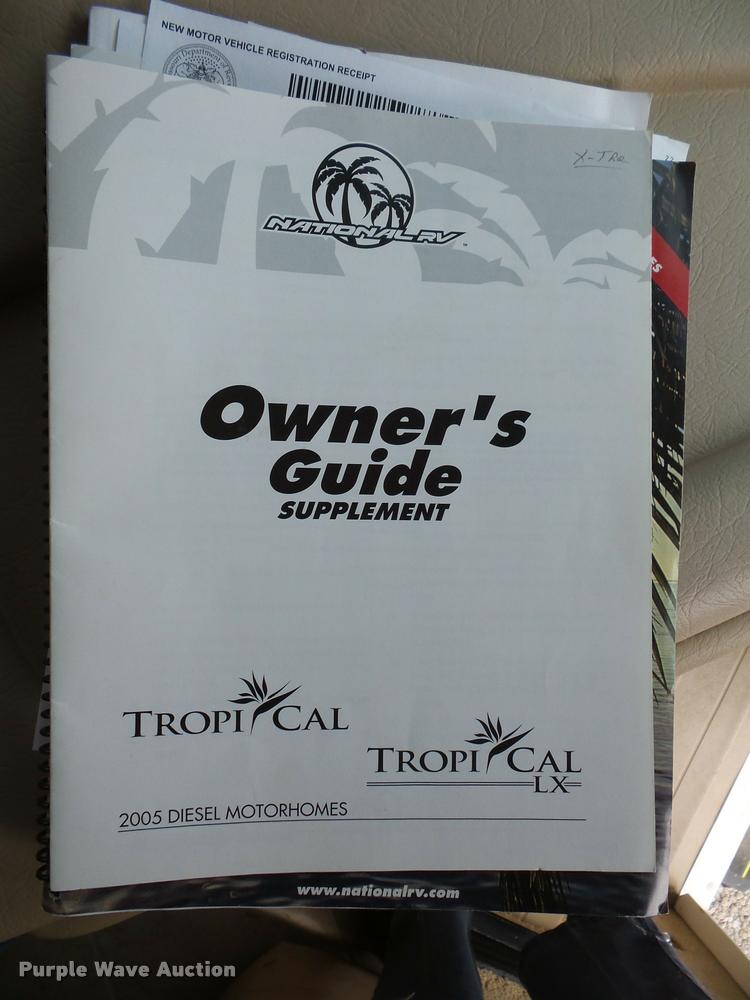 NEW MOTOR VEHICLE REGISTRATION RECEIPT
X-Tra
NATIONAL RV
™
Owner's
Guide
SUPPLEMENT
TROPI CAL
TROPI CAL
LX
2005 DIESEL MOTORHOMES
www.nationalrv.com
Purple Wave Auction